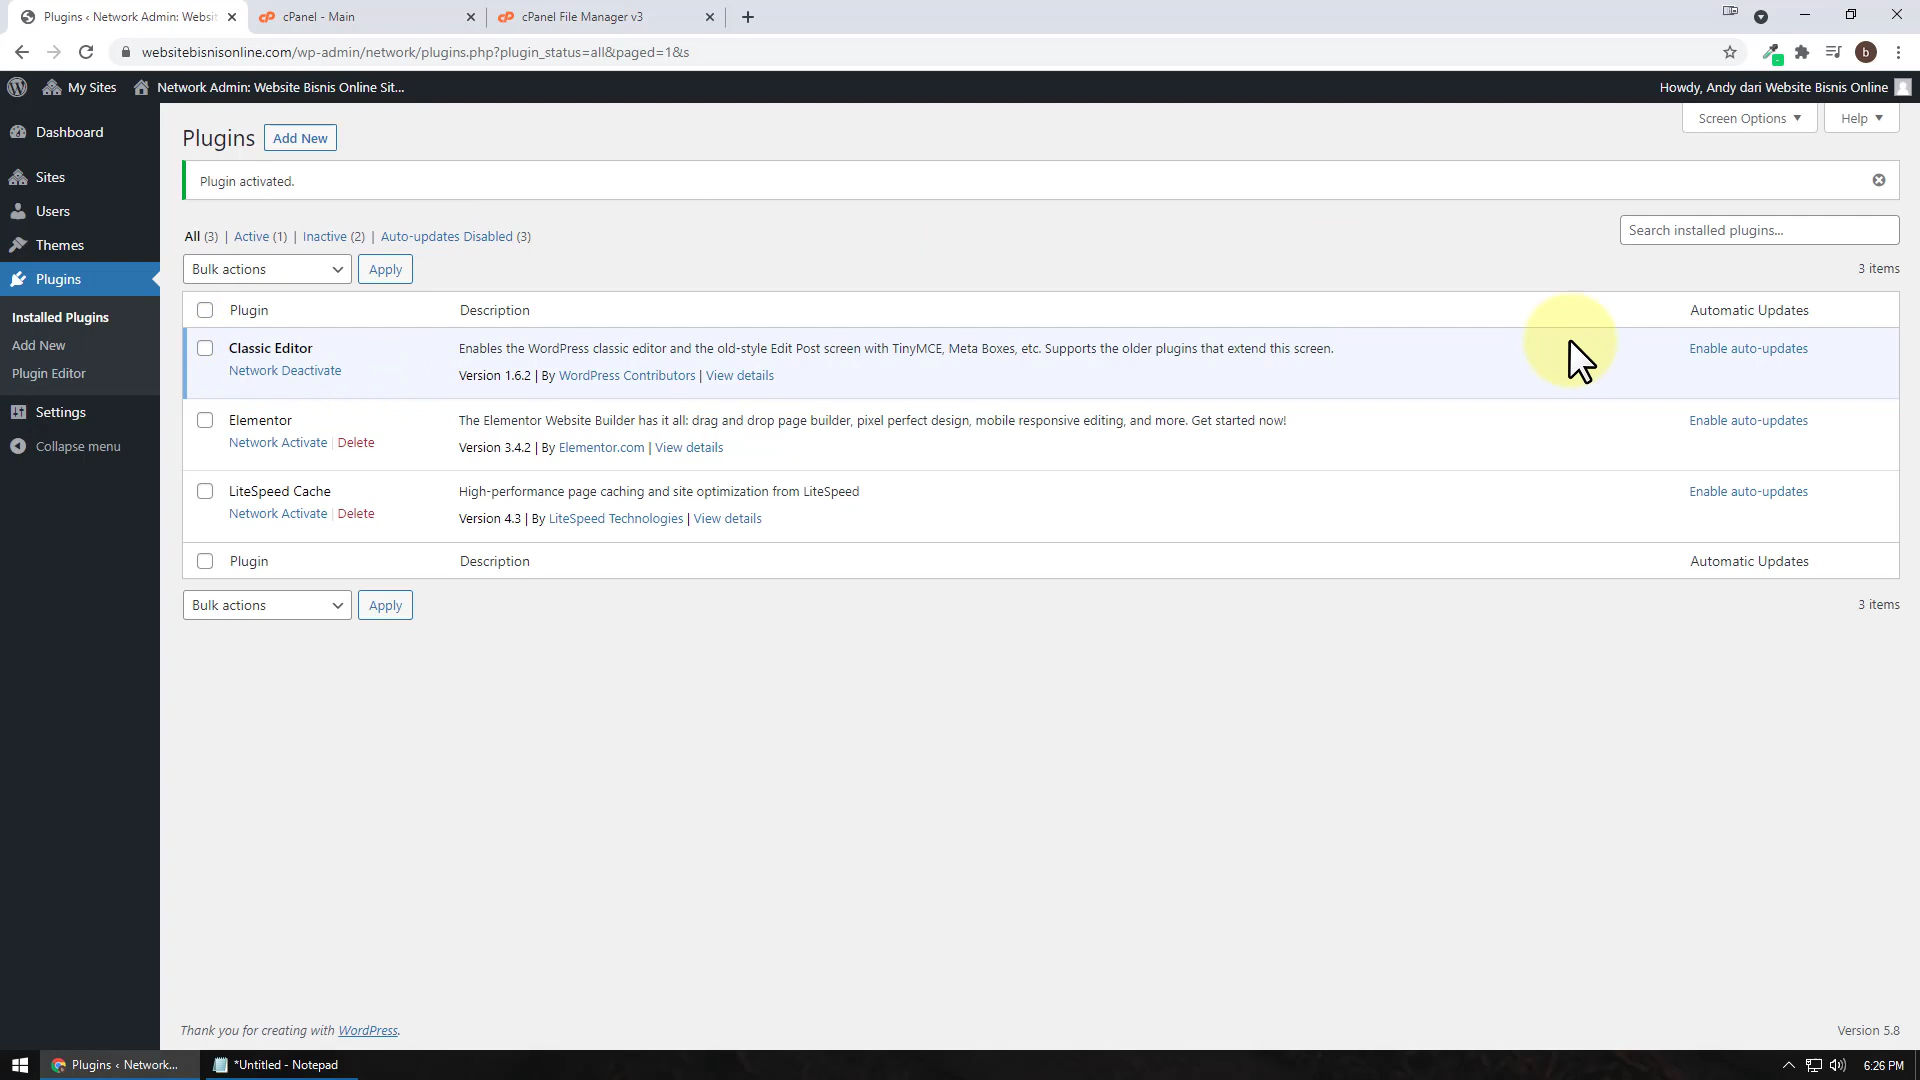 Plugins ‹ Network Admin: Websit
cPanel - Main
cPanel File Manager v3
websitebisnisonline.com/wp-admin/network/plugins.php?plugin_status=all&paged=1&s
b
My Sites
Network Admin: Website Bisnis Online Sit...
Howdy, Andy dari Website Bisnis Online
Dashboard
Sites
Users
Themes
Plugins
Installed Plugins
Add New
Plugin Editor
Settings
Collapse menu
Screen Options
Help
Plugins
Add New
Plugin activated.
All (3) | Active (1) | Inactive (2) | Auto-updates Disabled (3)
Search installed plugins...
Bulk actions
Apply
3 items
Plugin
Description
Automatic Updates
Classic Editor
Network Deactivate
Enables the WordPress classic editor and the old-style Edit Post screen with TinyMCE, Meta Boxes, etc. Supports the older plugins that extend this screen.
Version 1.6.2 | By WordPress Contributors | View details
Enable auto-updates
Elementor
Network Activate | Delete
The Elementor Website Builder has it all: drag and drop page builder, pixel perfect design, mobile responsive editing, and more. Get started now!
Version 3.4.2 | By Elementor.com | View details
Enable auto-updates
LiteSpeed Cache
Network Activate | Delete
High-performance page caching and site optimization from LiteSpeed
Version 4.3 | By LiteSpeed Technologies | View details
Enable auto-updates
Plugin
Description
Automatic Updates
Bulk actions
Apply
3 items
Thank you for creating with WordPress.
Version 5.8
Plugins ‹ Network...
*Untitled - Notepad
6:26 PM